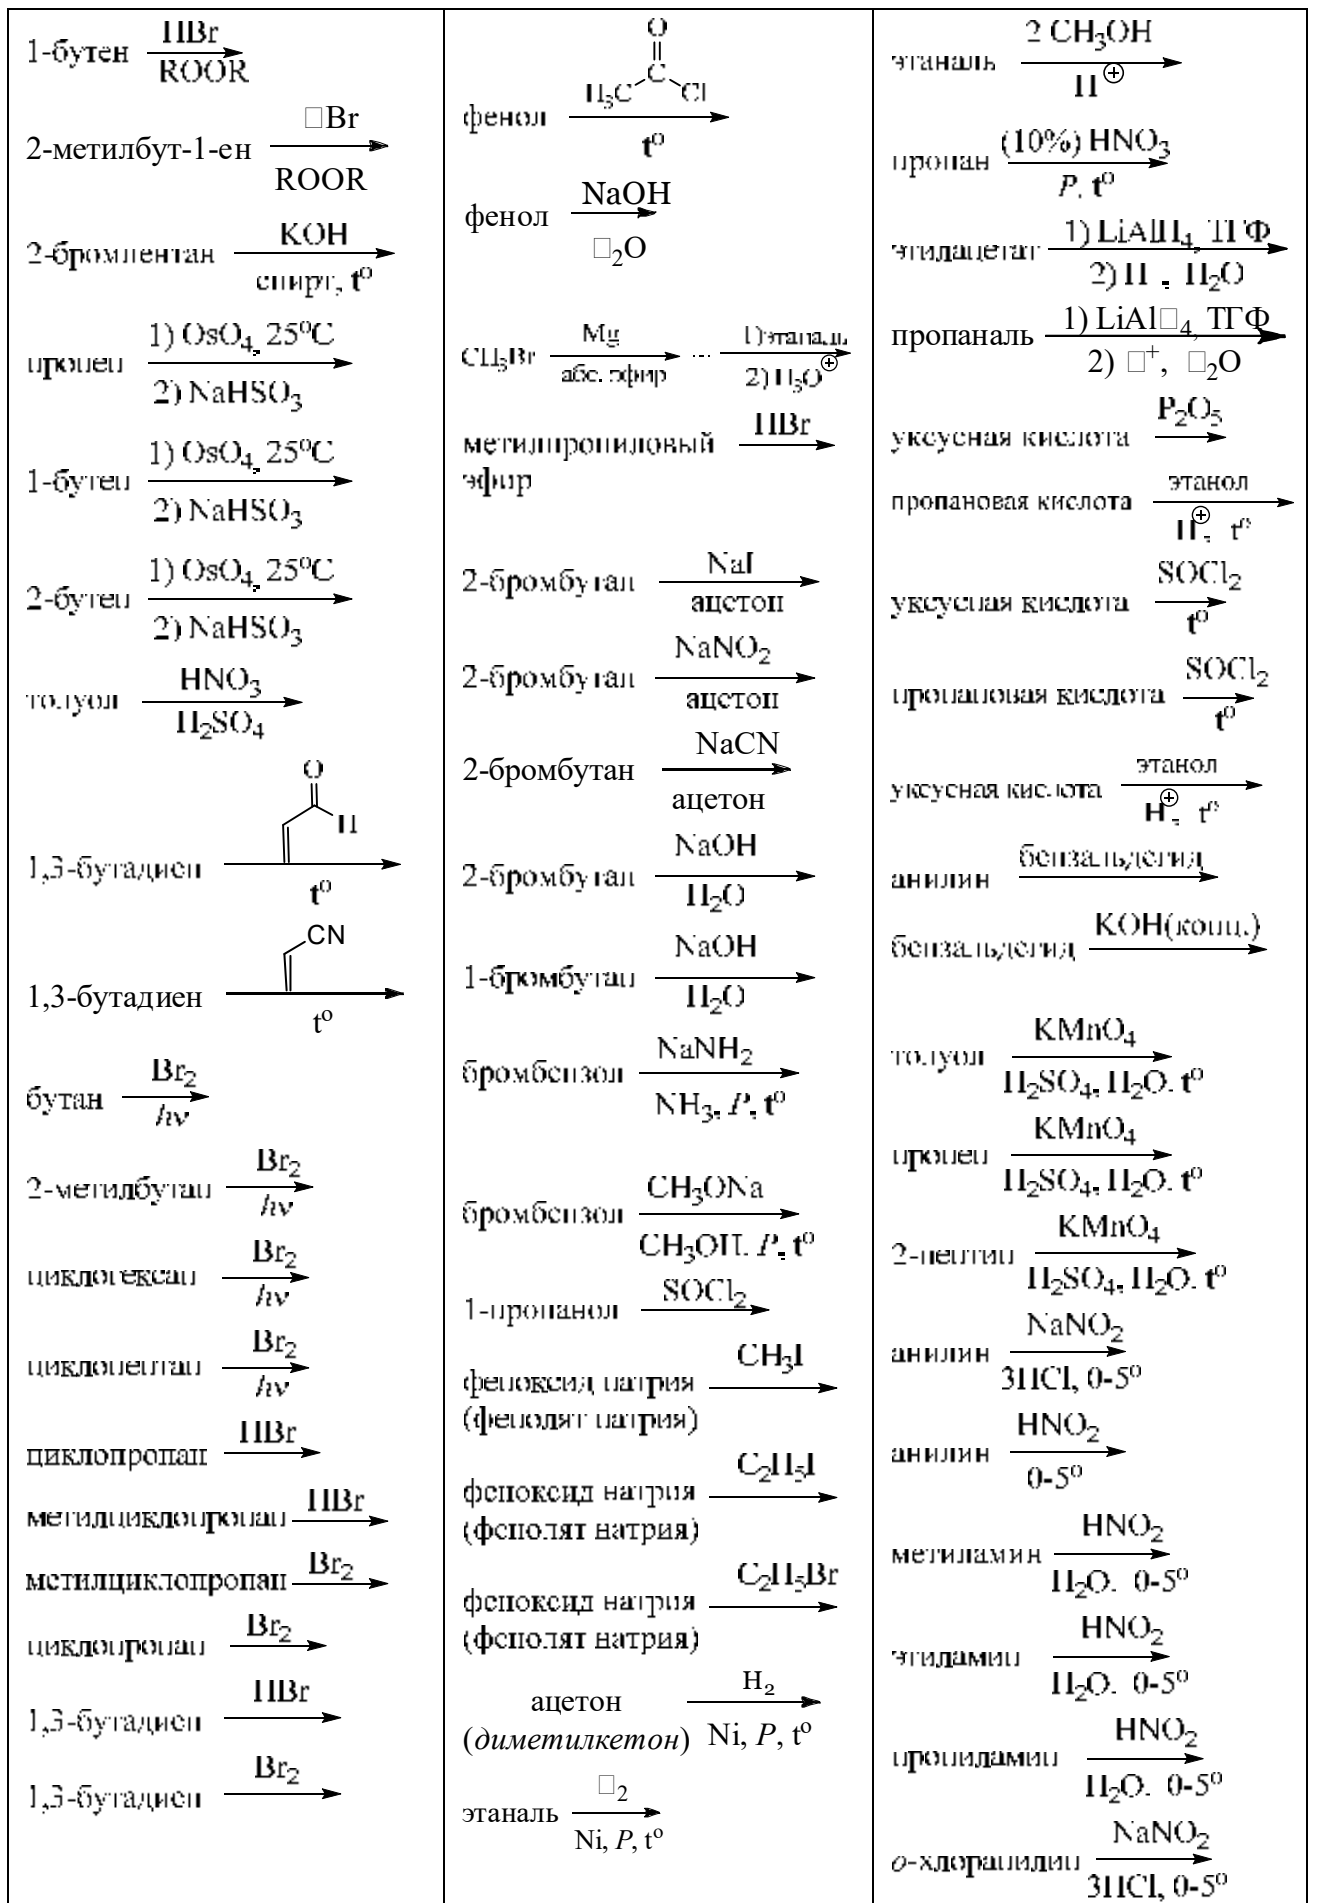 1-бутен HBr
ROOR
2-метилбут-1-ен □Br
ROOR
2-бромпентан KOH
спирт, t°
пропен 1) OsO₄, 25°C
2) NaHSO₃
1-бутен 1) OsO₄, 25°C
2) NaHSO₃
2-бутен 1) OsO₄, 25°C
2) NaHSO₃
толуол HNO₃
H₂SO₄
O
H
1,3-бутадиен
t°
CN
1,3-бутадиен
t°
бутан Br₂
hν
2-метилбутан Br₂
hν
циклогексан Br₂
hν
циклопентан Br₂
hν
циклопропан HBr
метилциклопропан HBr
метилциклопропан Br₂
циклопропан Br₂
1,3-бутадиен HBr
1,3-бутадиен Br₂
O
H₃C C Cl
фенол
t°
фенол NaOH
□₂O
CH₃Br Mg
абс. эфир
... 1) этаналь
2) H₃O⊕
метилпропиловый HBr
эфир
2-бромбутан NaI
ацетон
2-бромбутан NaNO₂
ацетон
2-бромбутан NaCN
ацетон
2-бромбутан NaOH
H₂O
1-бромбутан NaOH
H₂O
бромбензол NaNH₂
NH₃, P, t°
бромбензол CH₃ONa
CH₃OH, P, t°
1-пропанол SOCl₂
феноксид натрия CH₃I
(фенолят натрия)
феноксид натрия C₂H₅I
(фенолят натрия)
феноксид натрия C₂H₅Br
(фенолят натрия)
ацетон H₂
(диметилкетон) Ni, P, t°
этаналь □₂
Ni, P, t°
этаналь 2 CH₃OH
H⊕
пропан (10%) HNO₃
P, t°
этилацетат 1) LiAlH₄, ТГФ
2) H , H₂O
пропаналь 1) LiAl□₄, ТГФ
2) □⁺, □₂O
уксусная кислота P₂O₅
пропановая кислота этанол
H⊕, t°
уксусная кислота SOCl₂
t°
пропановая кислота SOCl₂
t°
уксусная кислота этанол
H⊕, t°
анилин бензальдегид
бензальдегид KOH(конц.)
толуол KMnO₄
H₂SO₄, H₂O, t°
пропен KMnO₄
H₂SO₄, H₂O, t°
2-пентин KMnO₄
H₂SO₄, H₂O, t°
анилин NaNO₂
3HCl, 0-5°
анилин HNO₂
0-5°
метиламин HNO₂
H₂O, 0-5°
этиламин HNO₂
H₂O, 0-5°
пропиламин HNO₂
H₂O, 0-5°
o-хлоранилин NaNO₂
3HCl, 0-5°